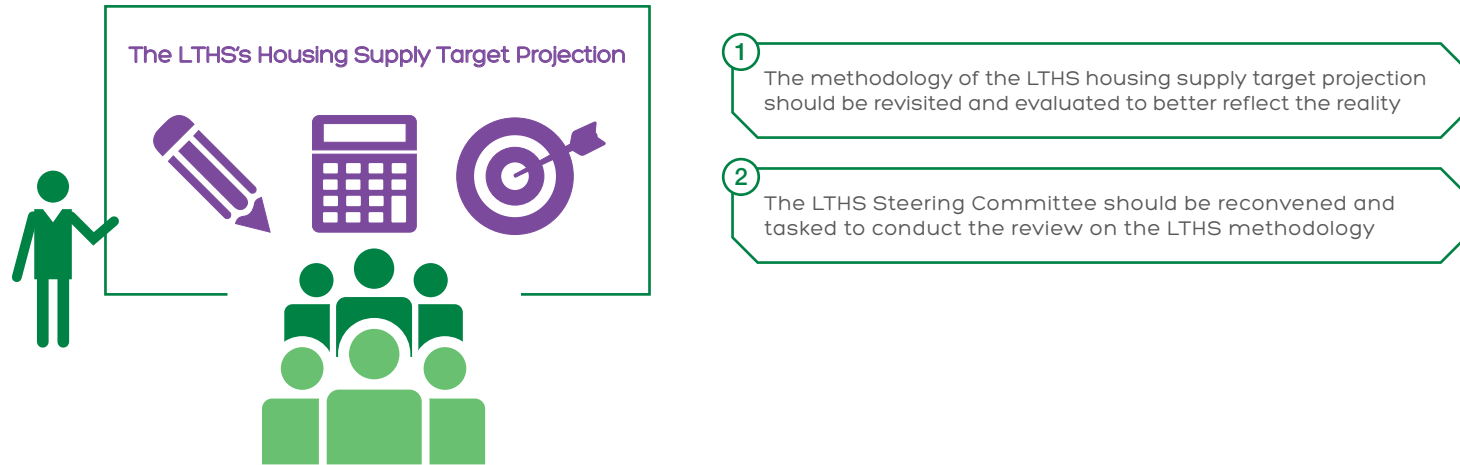 The LTHS's Housing Supply Target Projection
1
The methodology of the LTHS housing supply target projection
should be revisited and evaluated to better reflect the reality
2
The LTHS Steering Committee should be reconvened and
tasked to conduct the review on the LTHS methodology